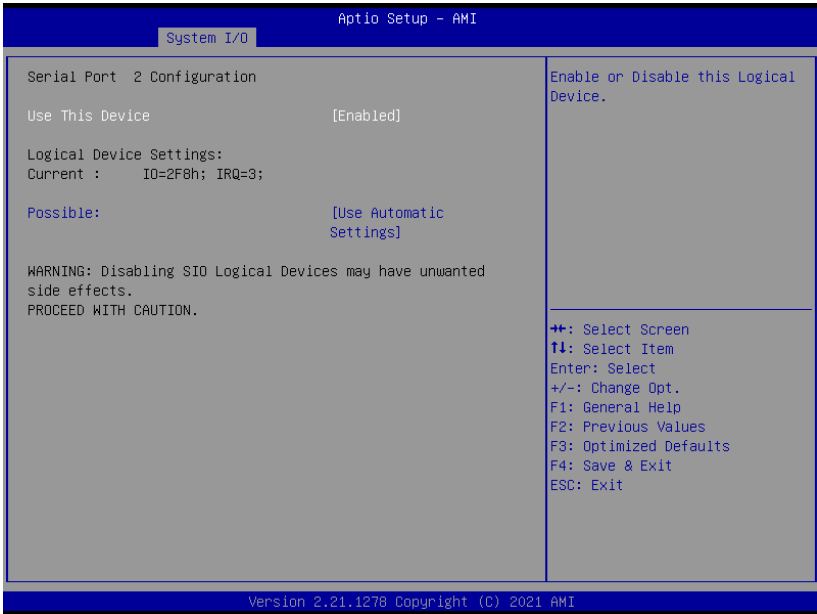 Aptio Setup – AMI
System I/O
Serial Port  2 Configuration
Use This Device [Enabled]
Logical Device Settings:
Current :     IO=2F8h; IRQ=3;
Possible: [Use Automatic
Settings]
WARNING: Disabling SIO Logical Devices may have unwanted
side effects.
PROCEED WITH CAUTION.
Enable or Disable this Logical
Device.
→←: Select Screen
↑↓: Select Item
Enter: Select
+/-: Change Opt.
F1: General Help
F2: Previous Values
F3: Optimized Defaults
F4: Save & Exit
ESC: Exit
Version 2.21.1278 Copyright (C) 2021 AMI